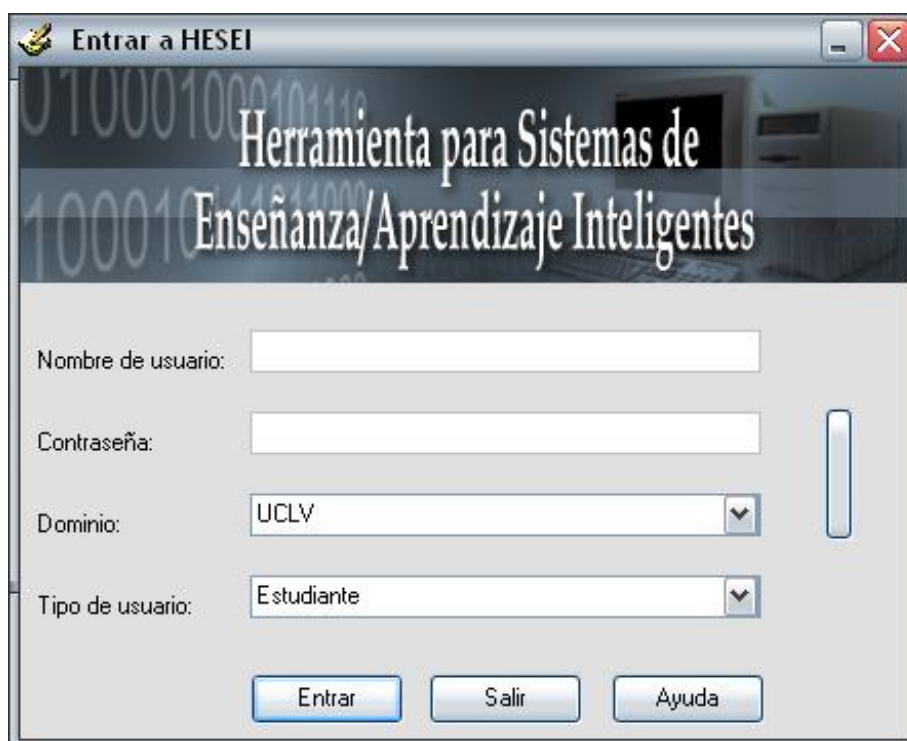 Entrar a HESEI
Herramienta para Sistemas de
Enseñanza/Aprendizaje Inteligentes
Nombre de usuario:
Contraseña:
Dominio:
UCLV
Tipo de usuario:
Estudiante
Entrar
Salir
Ayuda